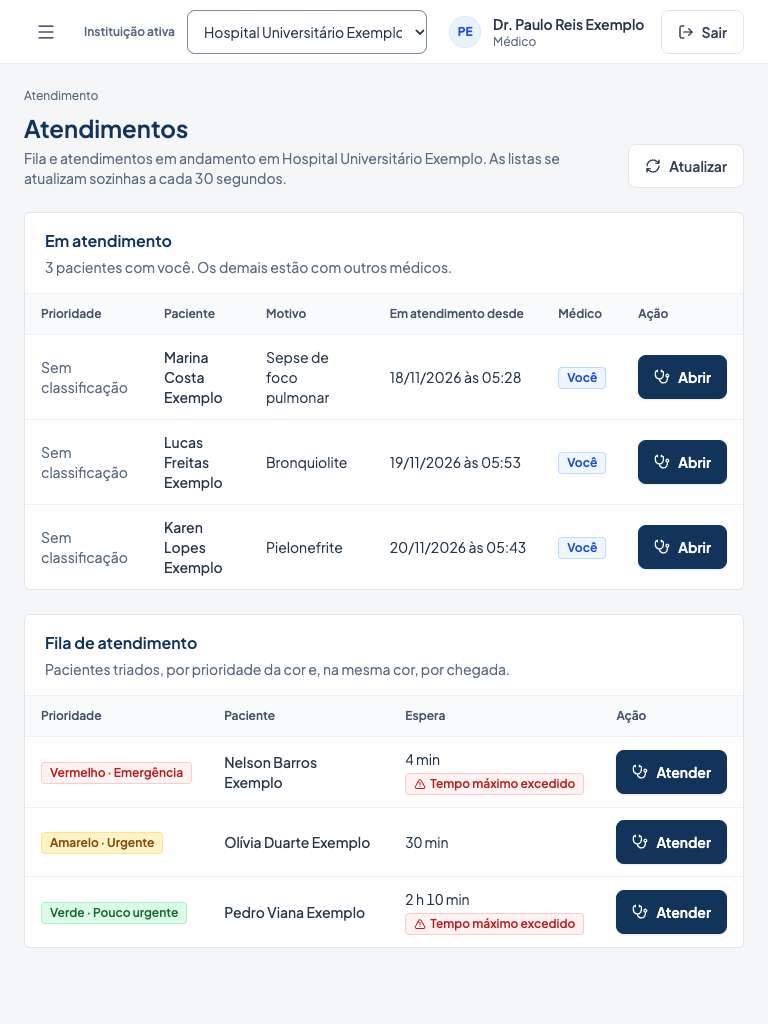 Instituição ativa
Hospital Universitário Exemplo
PE
Dr. Paulo Reis Exemplo
Médico
Sair
Atendimento
Atendimentos
Fila e atendimentos em andamento em Hospital Universitário Exemplo. As listas se
atualizam sozinhas a cada 30 segundos.
Atualizar
Em atendimento
3 pacientes com você. Os demais estão com outros médicos.
Prioridade Paciente Motivo Em atendimento desde Médico Ação
Sem
classificação
Marina
Costa
Exemplo
Sepse de
foco
pulmonar
18/11/2026 às 05:28
Você
Abrir
Sem
classificação
Lucas
Freitas
Exemplo
Bronquiolite
19/11/2026 às 05:53
Você
Abrir
Sem
classificação
Karen
Lopes
Exemplo
Pielonefrite
20/11/2026 às 05:43
Você
Abrir
Fila de atendimento
Pacientes triados, por prioridade da cor e, na mesma cor, por chegada.
Prioridade Paciente Espera Ação
Vermelho · Emergência
Nelson Barros
Exemplo
4 min
Tempo máximo excedido
Atender
Amarelo · Urgente
Olívia Duarte Exemplo
30 min
Atender
Verde · Pouco urgente
Pedro Viana Exemplo
2 h 10 min
Tempo máximo excedido
Atender